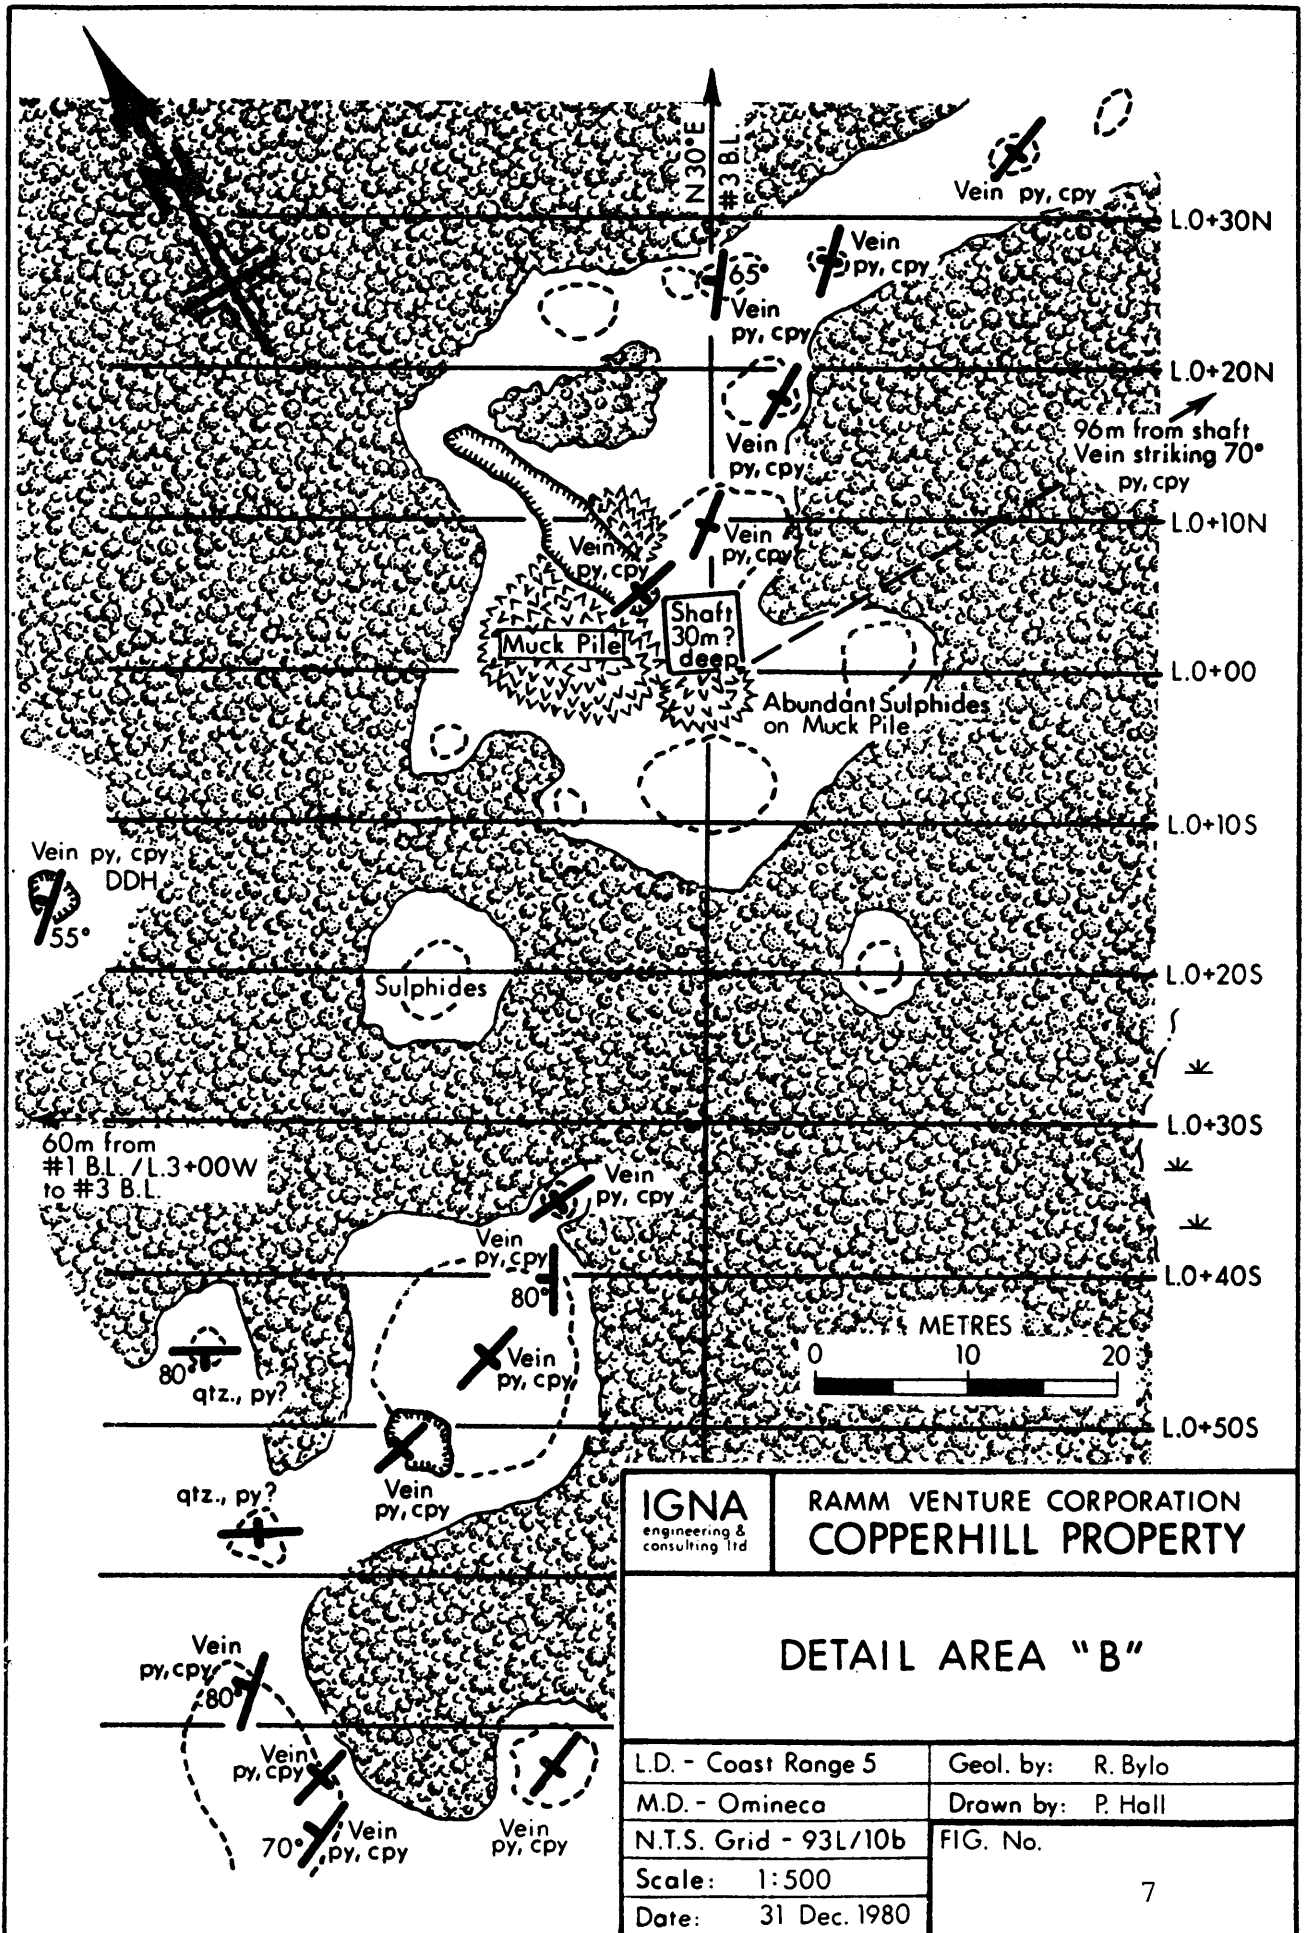 N
N30°E
#3 B.L.
Vein py, cpy
L.0+30N
Vein
py, cpy
65°
Vein
py, cpy
L.0+20N
96m from shaft
Vein striking 70°
py, cpy
Vein
py, cpy
L.0+10N
Vein
py, cpy
Vein
py, cpy
Shaft
30m?
deep
Muck Pile
L.0+00
Abundant Sulphides
on Muck Pile
L.0+10S
Vein py, cpy
DDH
55°
L.0+20S
Sulphides
L.0+30S
60m from
#1 B.L./L.3+00W
to #3 B.L.
Vein
py, cpy
Vein
py, cpy
80°
L.0+40S
METRES
0 10 20
80°
qtz., py?
Vein
py, cpy
L.0+50S
Vein
py, cpy
qtz., py?
IGNA
engineering &
consulting ltd
RAMM VENTURE CORPORATION
COPPERHILL PROPERTY
DETAIL AREA "B"
Vein
py, cpy
80°
Vein
py, cpy
70°
Vein
py, cpy
Vein
py, cpy
L.D. - Coast Range 5
Geol. by: R. Bylo
M.D. - Omineca
Drawn by: P. Hall
N.T.S. Grid - 93L/10b
FIG. No.
7
Scale: 1:500
Date: 31 Dec. 1980